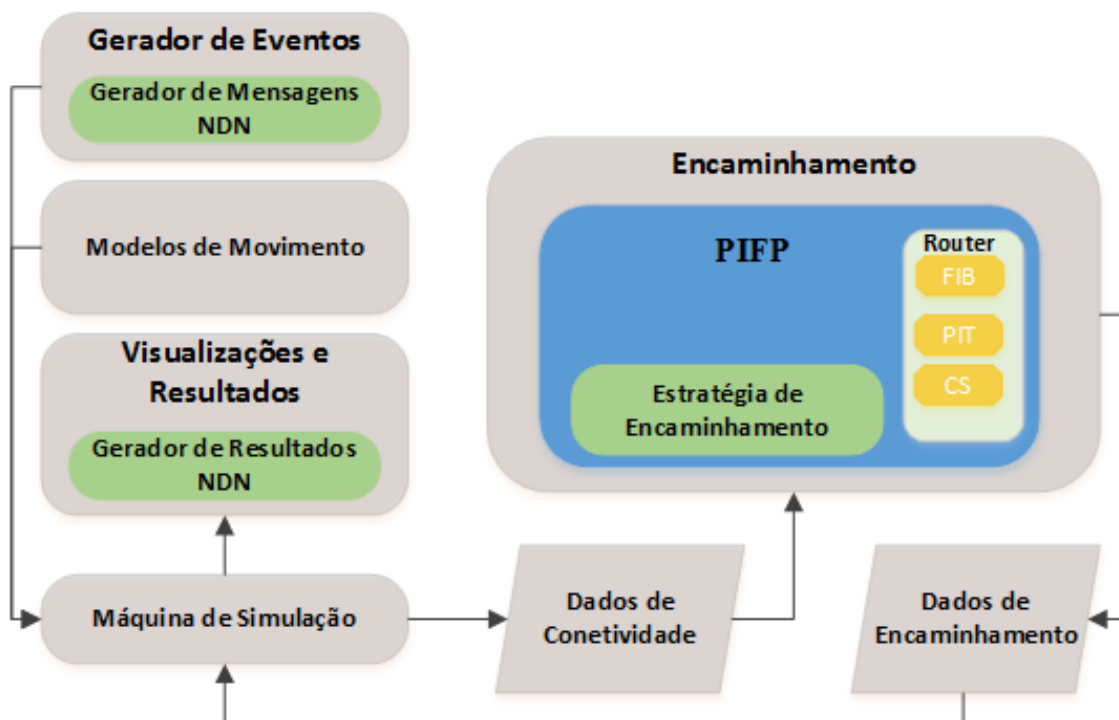 Gerador de Eventos
Gerador de Mensagens
NDN
Modelos de Movimento
Visualizações e
Resultados
Gerador de Resultados
NDN
Máquina de Simulação
Encaminhamento
PIFP
Router
FIB
PIT
CS
Estratégia de
Encaminhamento
Dados de
Conetividade
Dados de
Encaminhamento